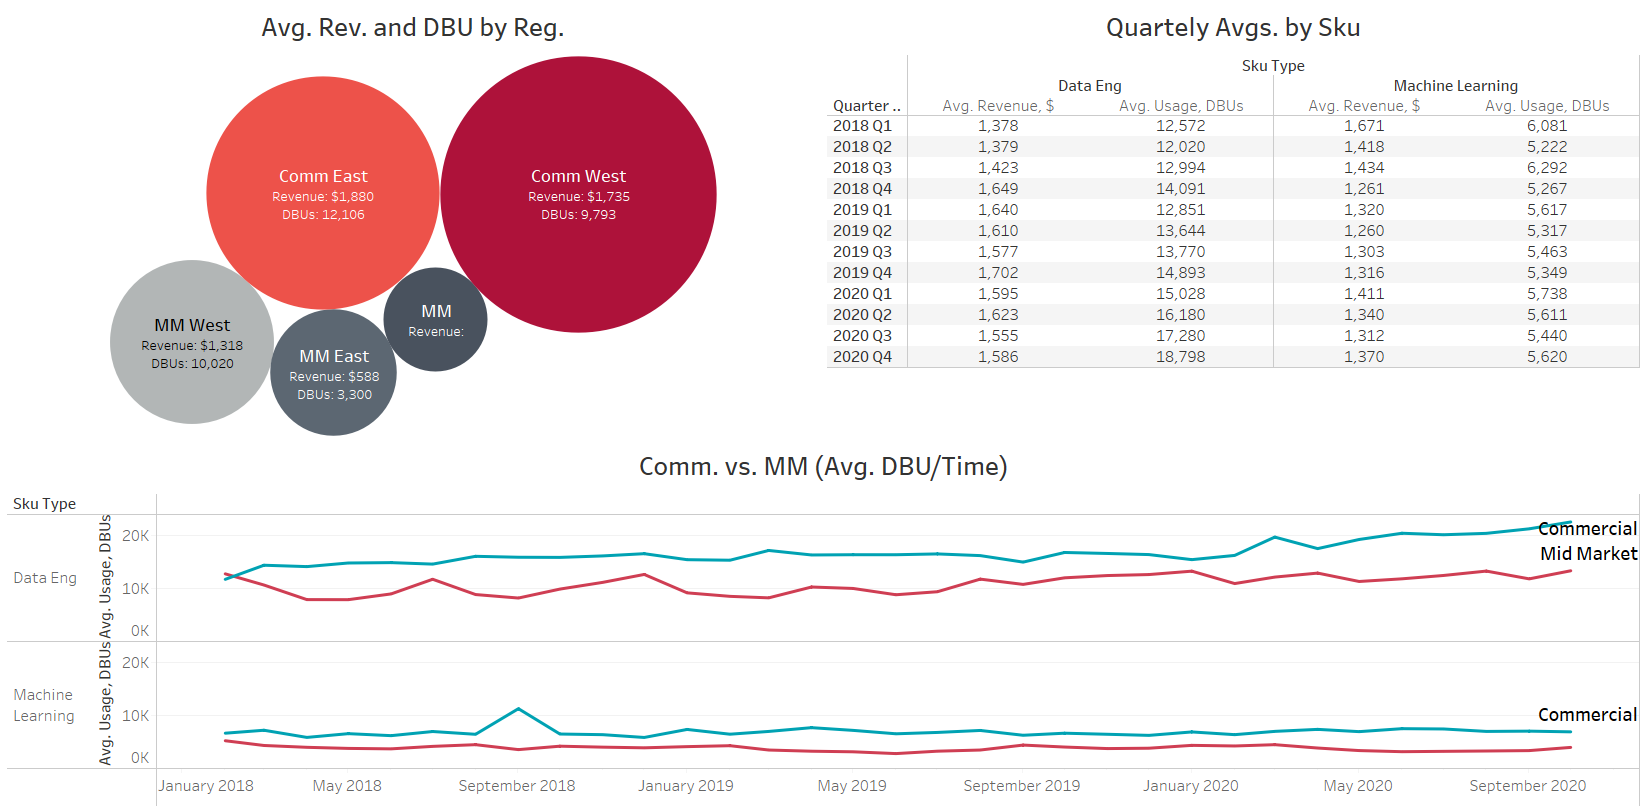 Avg. Rev. and DBU by Reg.
Comm East
Revenue: $1,880
DBUs: 12,106
Comm West
Revenue: $1,735
DBUs: 9,793
MM West
Revenue: $1,318
DBUs: 10,020
MM East
Revenue: $588
DBUs: 3,300
MM
Revenue:
Quartely Avgs. by Sku
Sku Type
Data Eng Machine Learning
Quarter .. Avg. Revenue, $ Avg. Usage, DBUs Avg. Revenue, $ Avg. Usage, DBUs
2018 Q1 1,378 12,572 1,671 6,081
2018 Q2 1,379 12,020 1,418 5,222
2018 Q3 1,423 12,994 1,434 6,292
2018 Q4 1,649 14,091 1,261 5,267
2019 Q1 1,640 12,851 1,320 5,617
2019 Q2 1,610 13,644 1,260 5,317
2019 Q3 1,577 13,770 1,303 5,463
2019 Q4 1,702 14,893 1,316 5,349
2020 Q1 1,595 15,028 1,411 5,738
2020 Q2 1,623 16,180 1,340 5,611
2020 Q3 1,555 17,280 1,312 5,440
2020 Q4 1,586 18,798 1,370 5,620
Comm. vs. MM (Avg. DBU/Time)
Sku Type
Data Eng
Avg. Usage, DBUs
20K
10K
0K
Commercial
Mid Market
Machine
Learning
Avg. Usage, DBUs
20K
10K
0K
Commercial
January 2018 May 2018 September 2018 January 2019 May 2019 September 2019 January 2020 May 2020 September 2020